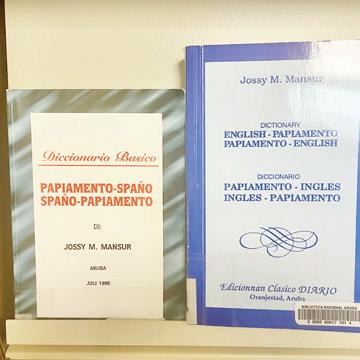 Diccionario Basico
PAPIAMENTO-SPAÑO
SPAÑO-PAPIAMENTO
DI:
JOSSY M. MANSUR
ARUBA
JULI 1996
Jossy M. Mansur
DICTIONARY
ENGLISH - PAPIAMENTO
PAPIAMENTO - ENGLISH
DICCIONARIO
PAPIAMENTO - INGLES
INGLES - PAPIAMENTO
Edicionnan Clasico DIARIO
Oranjestad, Aruba
BIBLIOTECA NACIONAL ARUBA